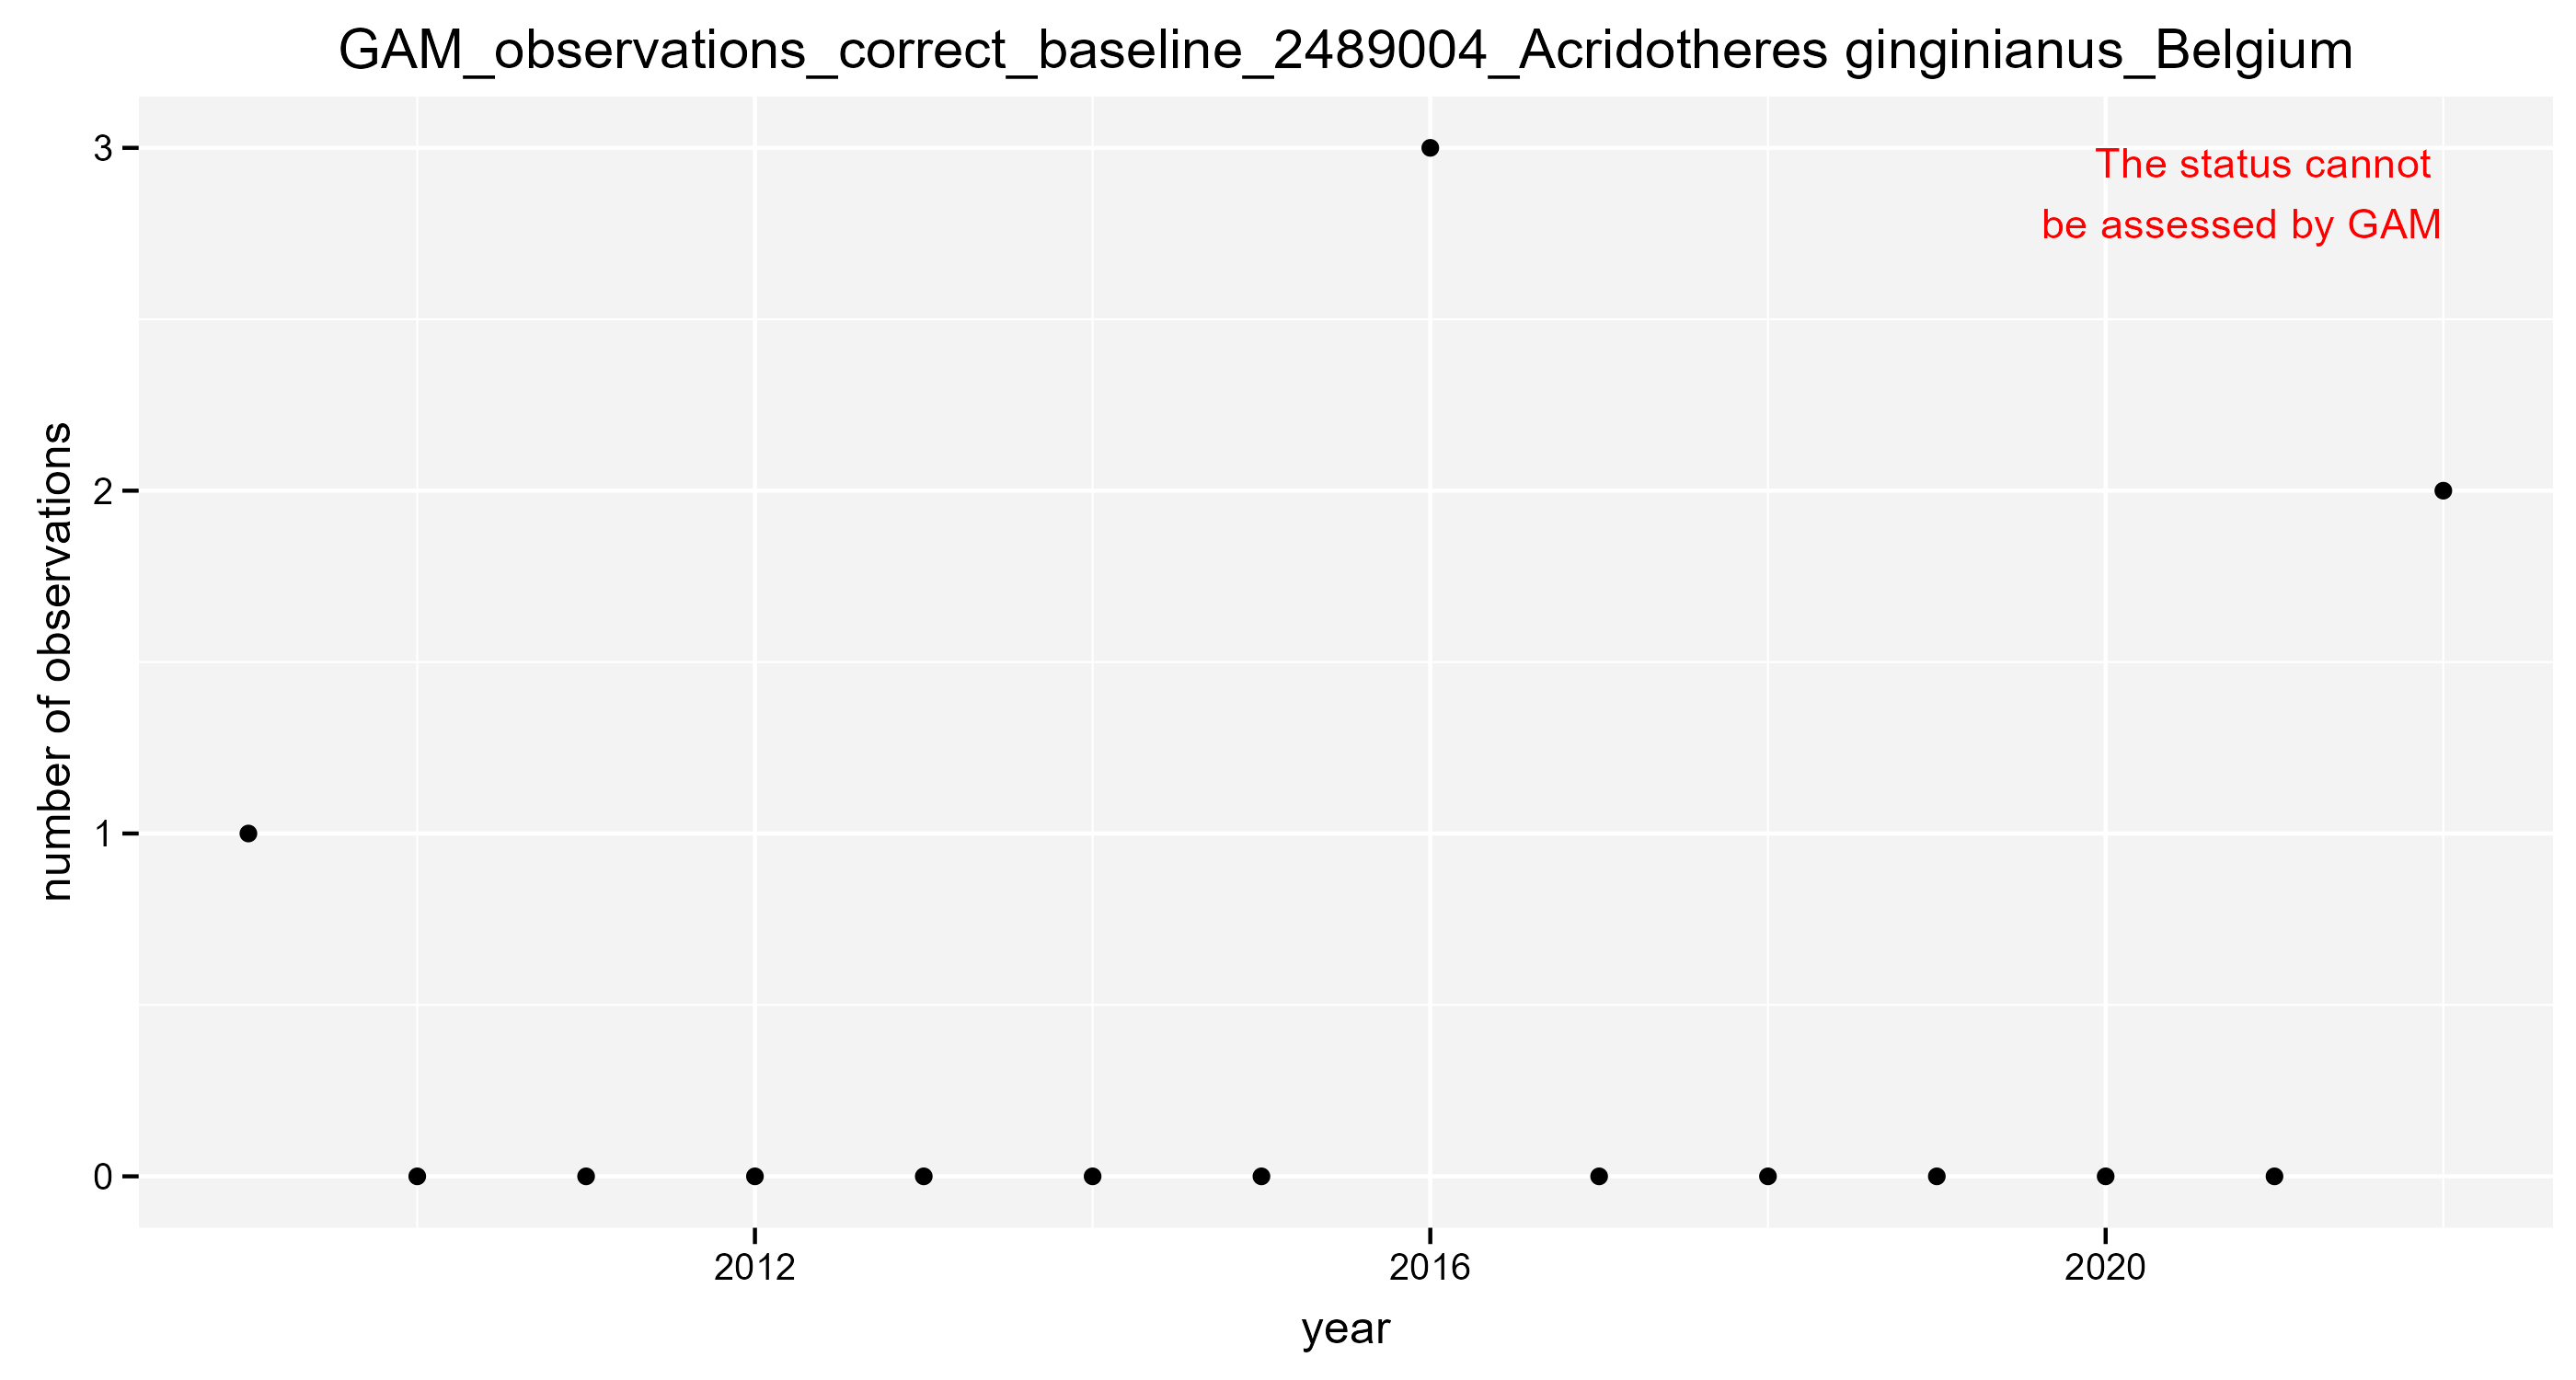 GAM_observations_correct_baseline_2489004_Acridotheres ginginianus_Belgium
The status cannot
be assessed by GAM
number of observations
3
2
1
0
2012
2016
2020
year